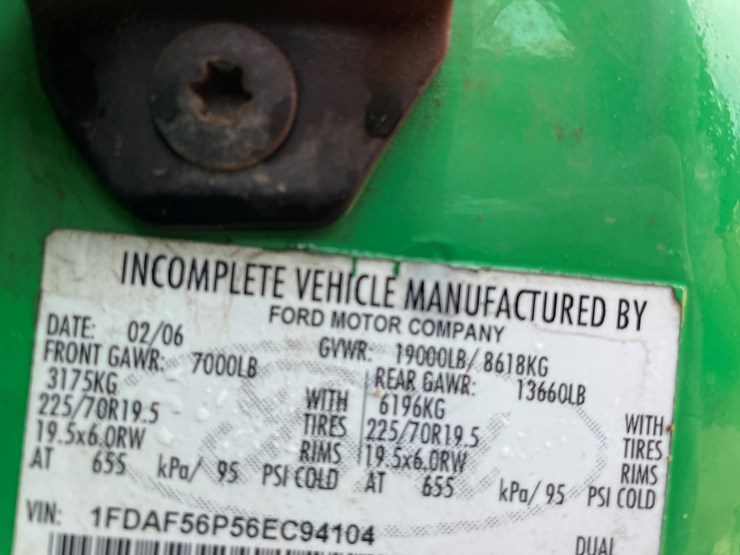 INCOMPLETE VEHICLE MANUFACTURED BY
FORD MOTOR COMPANY
DATE: 02/06
GVWR: 19000LB/ 8618KG
FRONT GAWR: 7000LB
3175KG WITH
225/70R19.5 TIRES
19.5x6.0RW RIMS
AT 655 kPa/ 95 PSI COLD
REAR GAWR: 13660LB
6196KG WITH
225/70R19.5 TIRES
19.5x6.0RW RIMS
AT 655 kPa/ 95 PSI COLD
VIN: 1FDAF56P56EC94104
DUAL